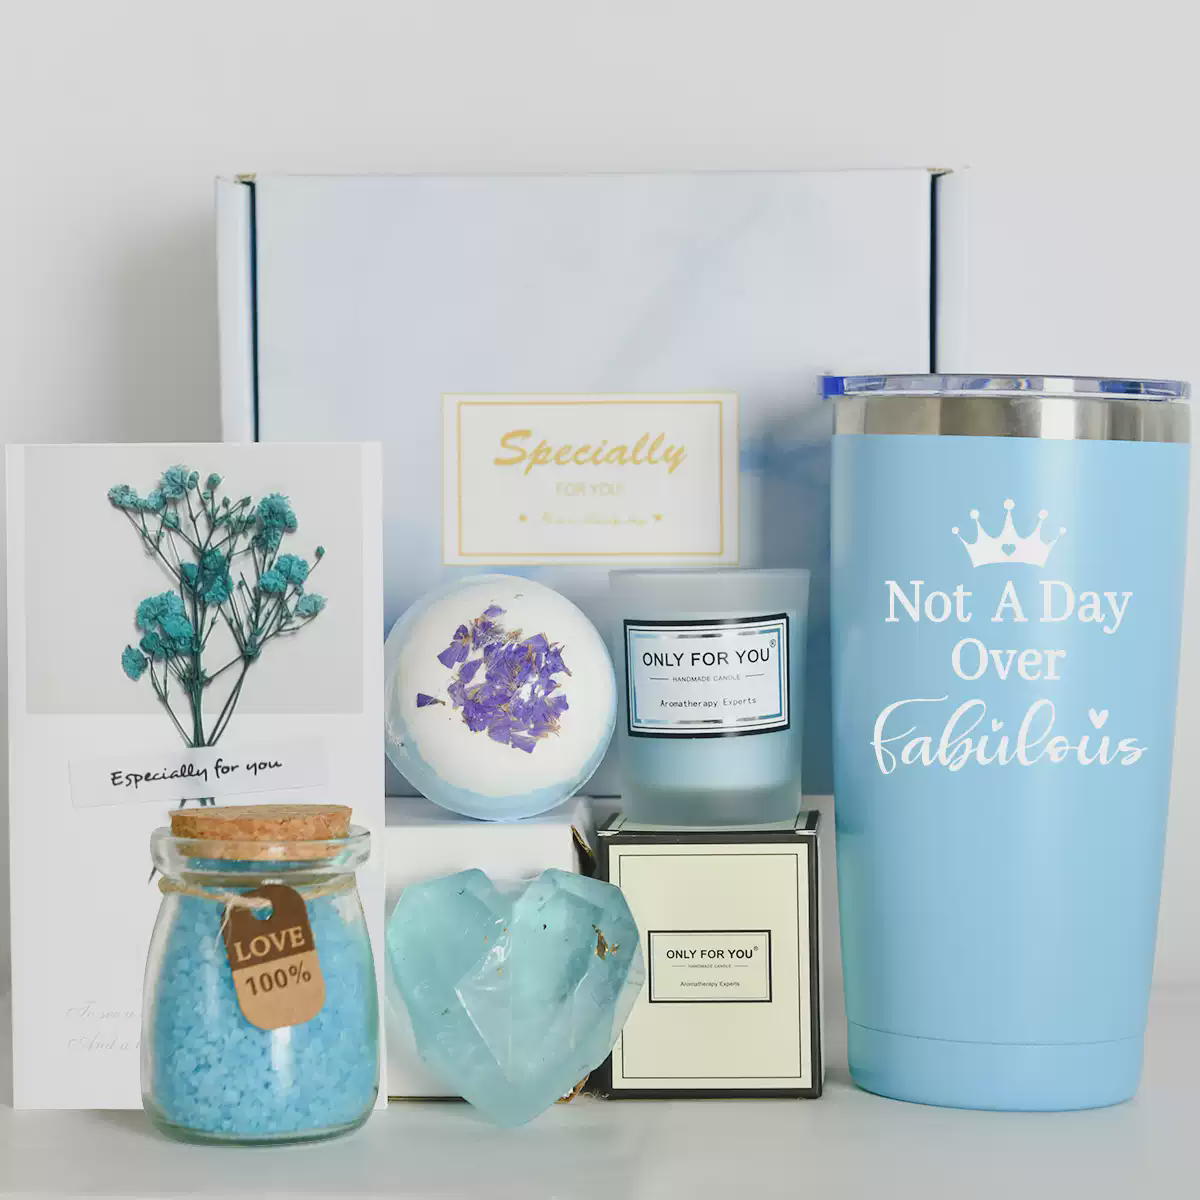 Specially
FOR YOU!
Especially for you
ONLY FOR YOU®
HANDMADE CANDLE
Aromatherapy Experts
Not A Day
Over
fabulous
LOVE
100%
ONLY FOR YOU®
HANDMADE CANDLE
Aromatherapy Experts